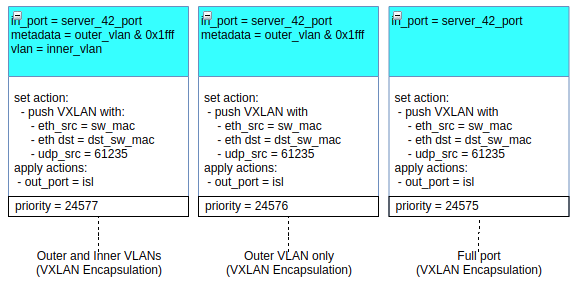 in_port = server_42_port
metadata = outer_vlan & 0x1fff
vlan = inner_vlan
set action:
- push VXLAN with:
- eth_src = sw_mac
- eth dst = dst_sw_mac
- udp_src = 61235
apply actions:
- out_port = isl
priority = 24577
Outer and Inner VLANs
(VXLAN Encapsulation)
in_port = server_42_port
metadata = outer_vlan & 0x1fff
set action:
- push VXLAN with
- eth_src = sw_mac
- eth dst = dst_sw_mac
- udp_src = 61235
apply actions:
- out_port = isl
priority = 24576
Outer VLAN only
(VXLAN Encapsulation)
in_port = server_42_port
set action:
- push VXLAN with
- eth_src = sw_mac
- eth dst = dst_sw_mac
- udp_src = 61235
apply actions:
- out_port = isl
priority = 24575
Full port
(VXLAN Encapsulation)